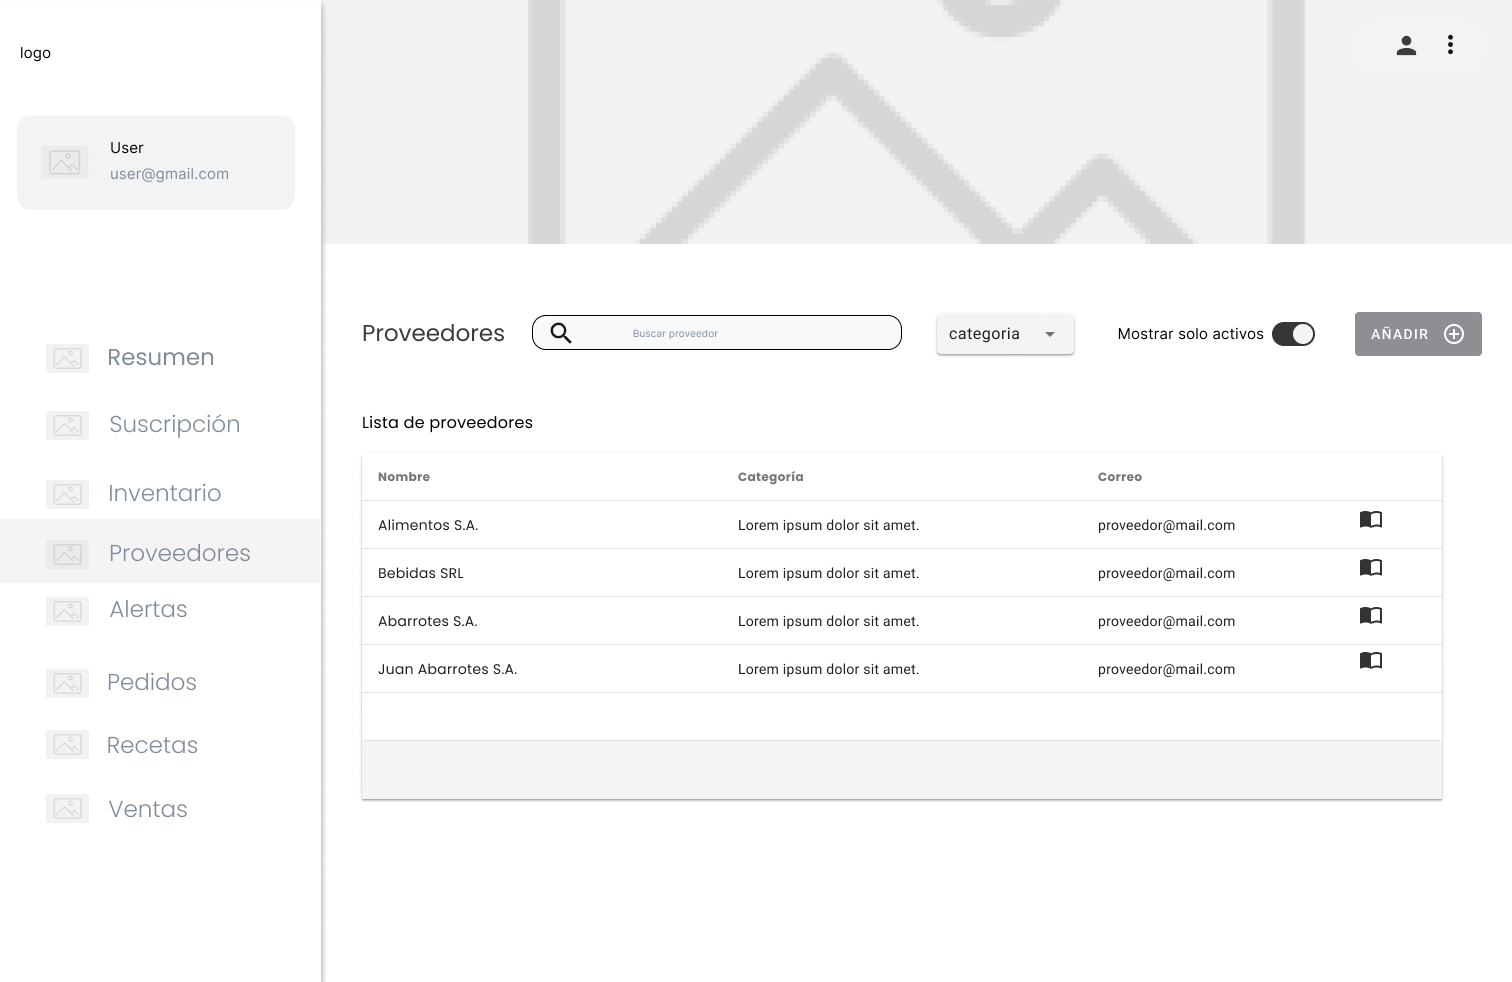 logo
User
user@gmail.com
Resumen
Suscripción
Inventario
Proveedores
Alertas
Pedidos
Recetas
Ventas
Proveedores
Buscar proveedor
categoria
Mostrar solo activos
AÑADIR
Lista de proveedores
Nombre Categoría Correo
Alimentos S.A. Lorem ipsum dolor sit amet. proveedor@mail.com
Bebidas SRL Lorem ipsum dolor sit amet. proveedor@mail.com
Abarrotes S.A. Lorem ipsum dolor sit amet. proveedor@mail.com
Juan Abarrotes S.A. Lorem ipsum dolor sit amet. proveedor@mail.com